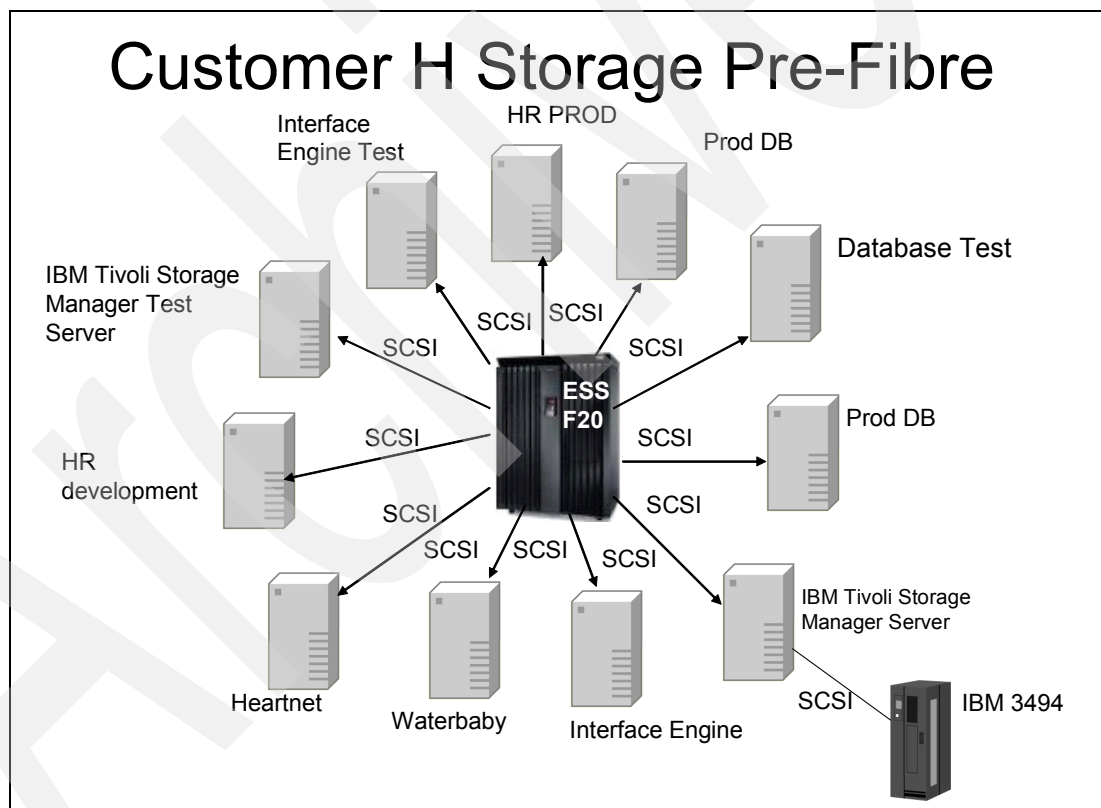 Customer H Storage Pre-Fibre
Interface
Engine Test
HR PROD
Prod DB
Database Test
IBM Tivoli Storage
Manager Test
Server
SCSI
SCSI
SCSI
SCSI
ESS
F20
SCSI
SCSI
Prod DB
HR
development
SCSI
SCSI
SCSI
SCSI
SCSI
IBM Tivoli Storage
Manager Server
Heartnet
Waterbaby
Interface Engine
SCSI
IBM 3494